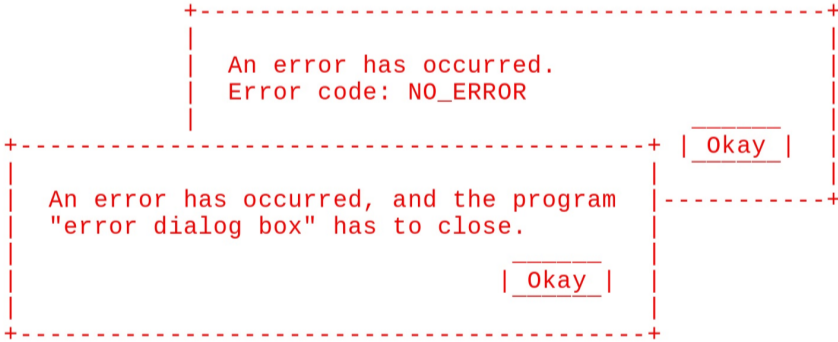 An error has occurred.
Error code: NO_ERROR
Okay
An error has occurred, and the program
"error dialog box" has to close.
Okay